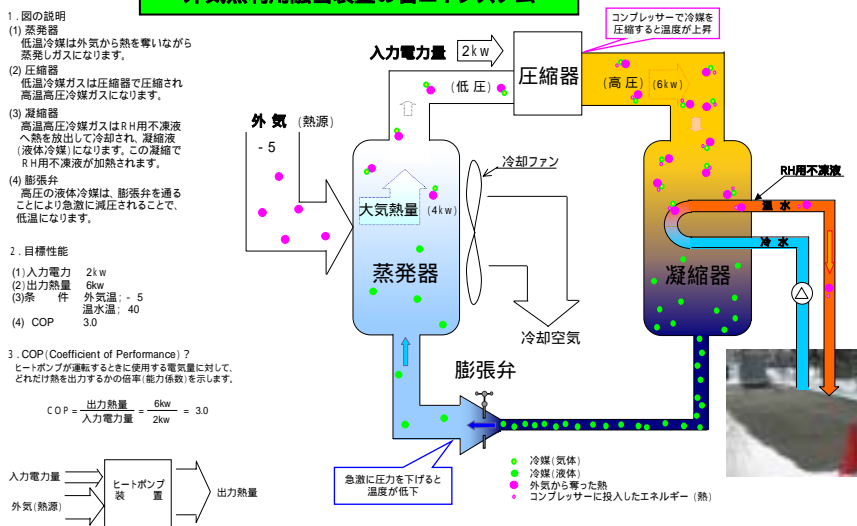 1.図の説明
(1) 蒸発器
低温冷媒は外気から熱を奪いながら
蒸発しガスになります。
(2) 圧縮器
低温冷媒ガスは圧縮器で圧縮され
高温高圧冷媒ガスになります。
(3) 凝縮器
高温高圧冷媒ガスはRH用不凍液
へ熱を放出して冷却され、凝縮液
(液体冷媒)になります。この凝縮で
RH用不凍液が加熱されます。
(4) 膨張弁
高圧の液体冷媒は、膨張弁を通る
ことにより急激に減圧されることで、
低温になります。
2.目標性能
(1)入力電力 2kw
(2)出力熱量 6kw
(3)条 件 外気温; - 5
温水温; 40
(4) COP 3.0
3.COP(Coefficient of Performance) ?
ヒートポンプが運転するときに使用する電気量に対して、
どれだけ熱を出力するかの倍率(能力係数)を示します。
COP = 出力熱量 / 入力電力量 = 6kw / 2kw = 3.0
入力電力量
外気(熱源)
ヒートポンプ
装 置
出力熱量
コンプレッサーで冷媒を
圧縮すると温度が上昇
入力電力量
2kw
圧縮器
(低圧)
(高圧)
(6kw)
外気 (熱源)
- 5
冷却ファン
大気熱量
(4kw)
蒸発器
冷却空気
RH用不凍液
温水
冷水
凝縮器
膨張弁
急激に圧力を下げると
温度が低下
冷媒(気体)
冷媒(液体)
外気から奪った熱
コンプレッサーに投入したエネルギー(熱)